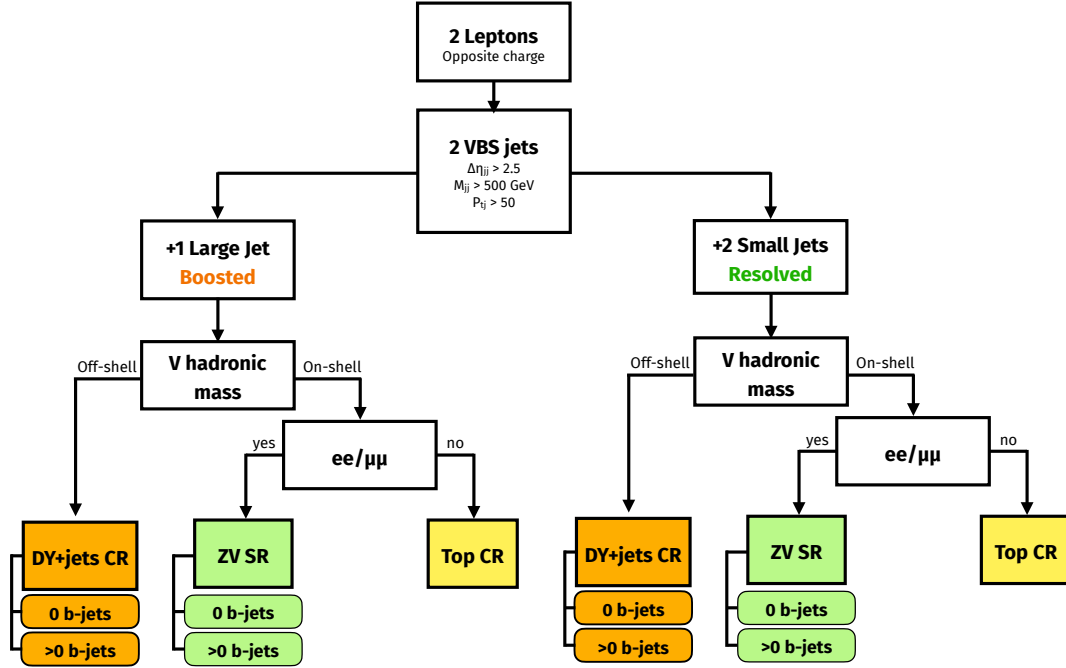 2 Leptons
Opposite charge
2 VBS jets
Δηjj > 2.5
Mjj > 500 GeV
Ptj > 50
+1 Large Jet
Boosted
+2 Small Jets
Resolved
Off-shell
V hadronic
mass
On-shell
Off-shell
V hadronic
mass
On-shell
yes
ee/μμ
no
yes
ee/μμ
no
DY+jets CR
ZV SR
Top CR
DY+jets CR
ZV SR
Top CR
0 b-jets
0 b-jets
0 b-jets
0 b-jets
>0 b-jets
>0 b-jets
>0 b-jets
>0 b-jets